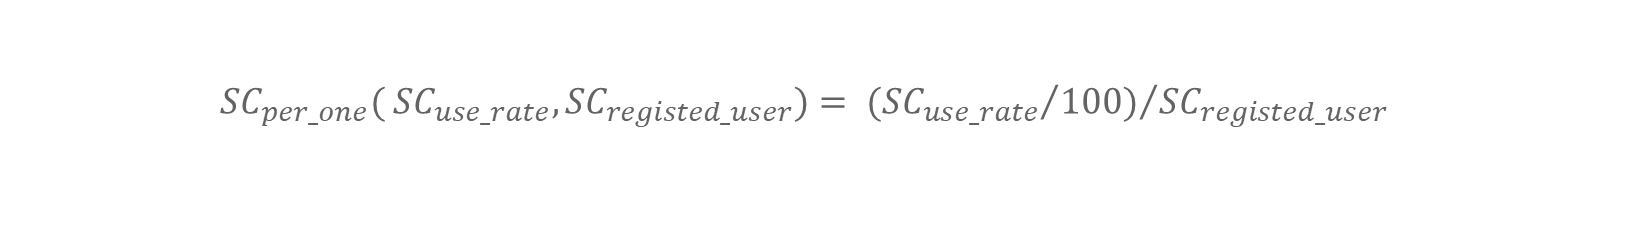 SC_per_one( SC_use_rate,SC_registed_user) = (SC_use_rate/100)/SC_registed_user